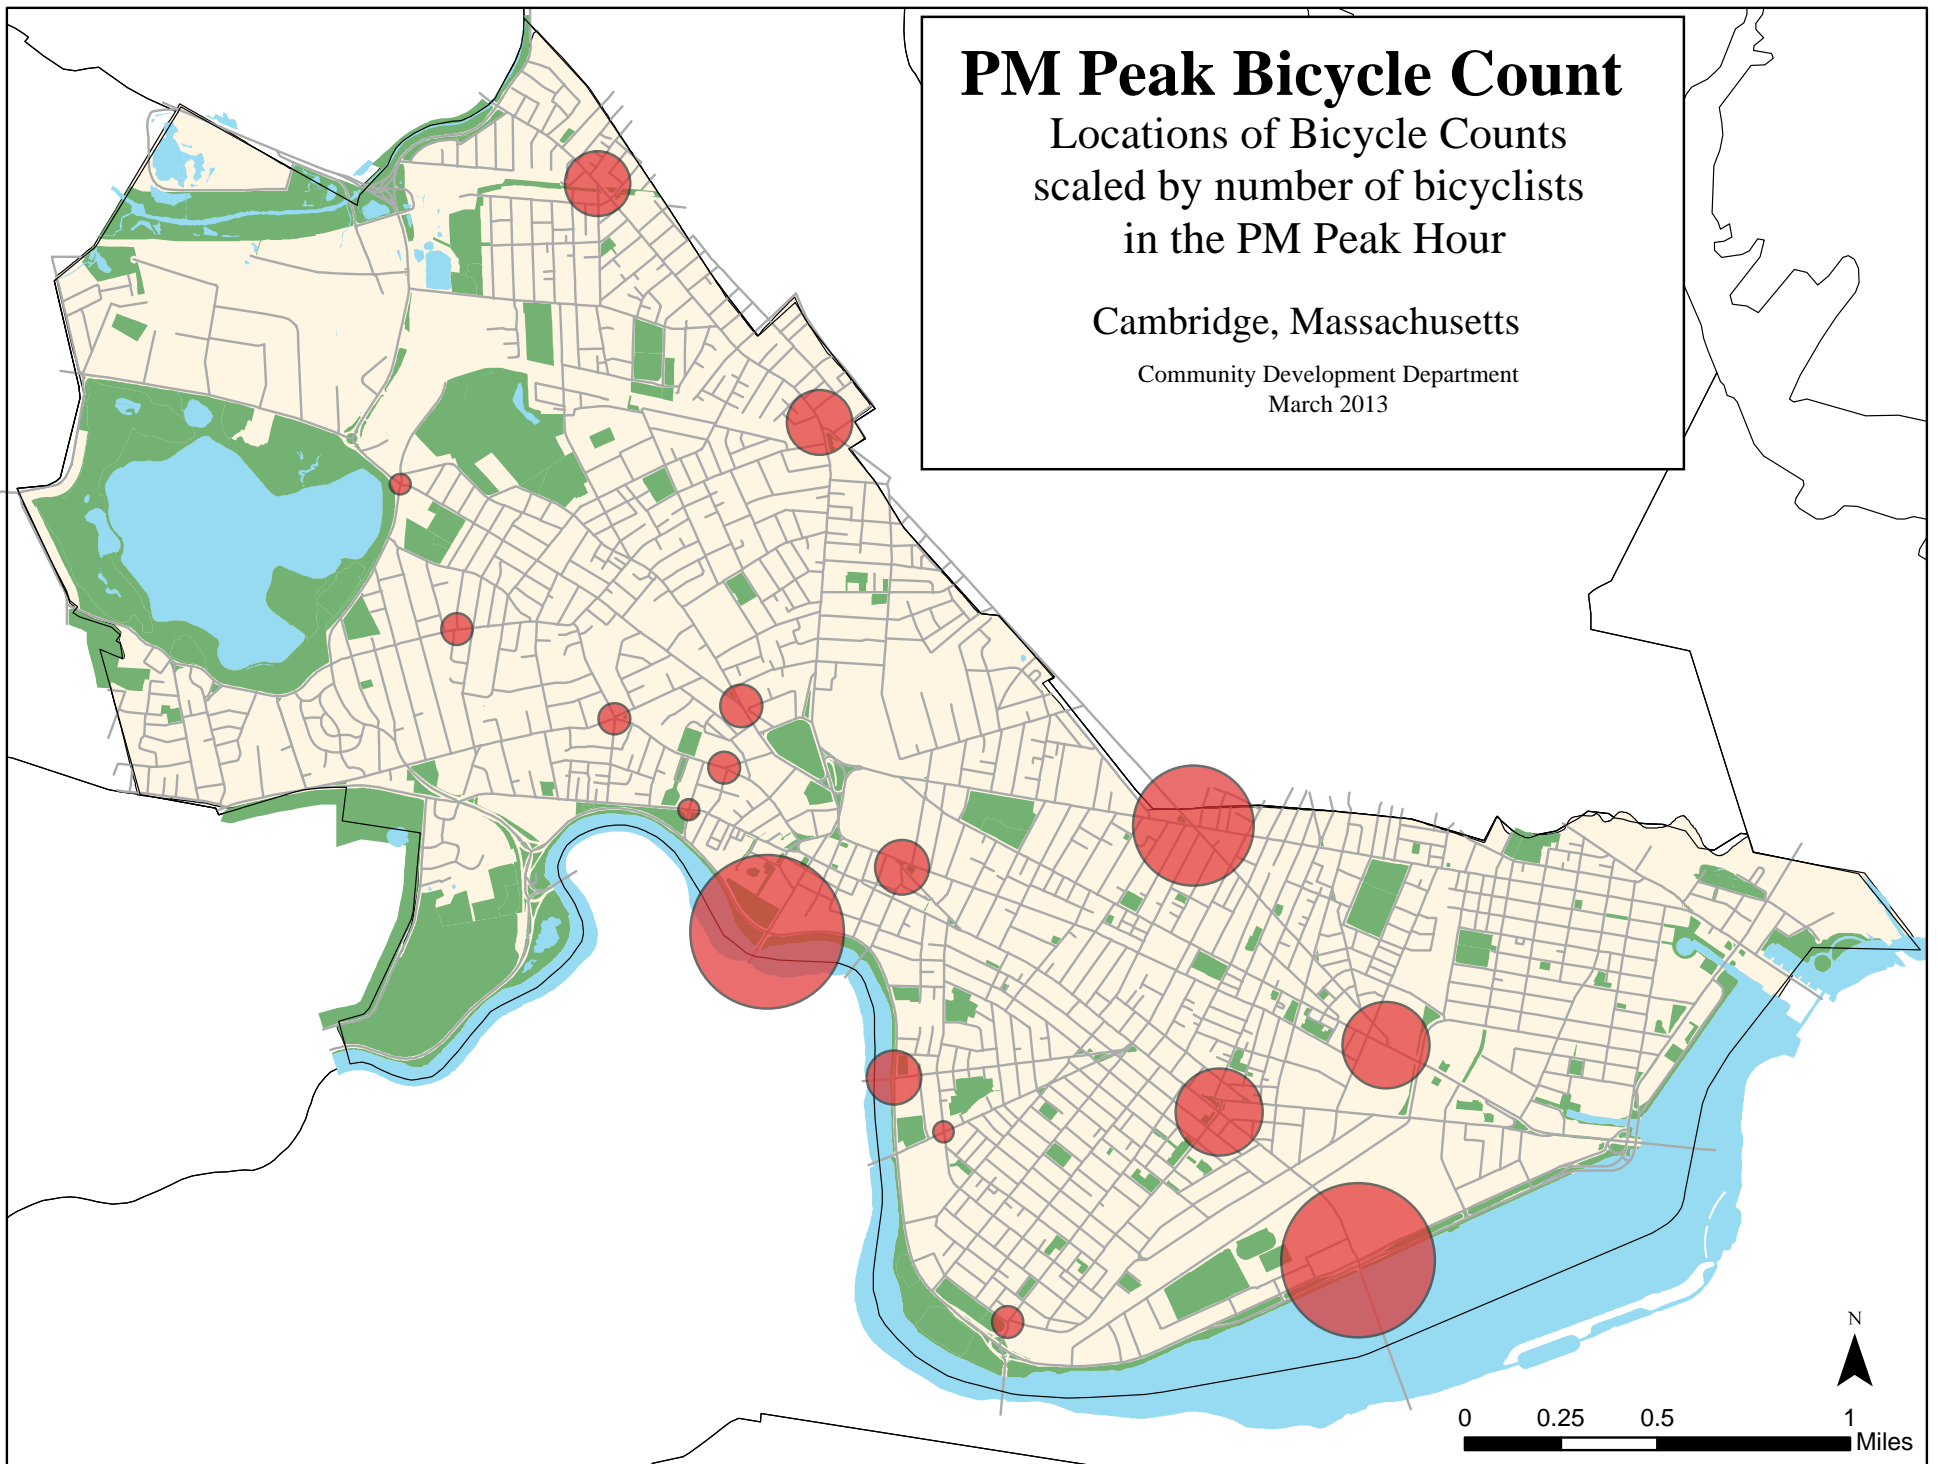 PM Peak Bicycle Count
Locations of Bicycle Counts
scaled by number of bicyclists
in the PM Peak Hour
Cambridge, Massachusetts
Community Development Department
March 2013
N
0 0.25 0.5 1
Miles